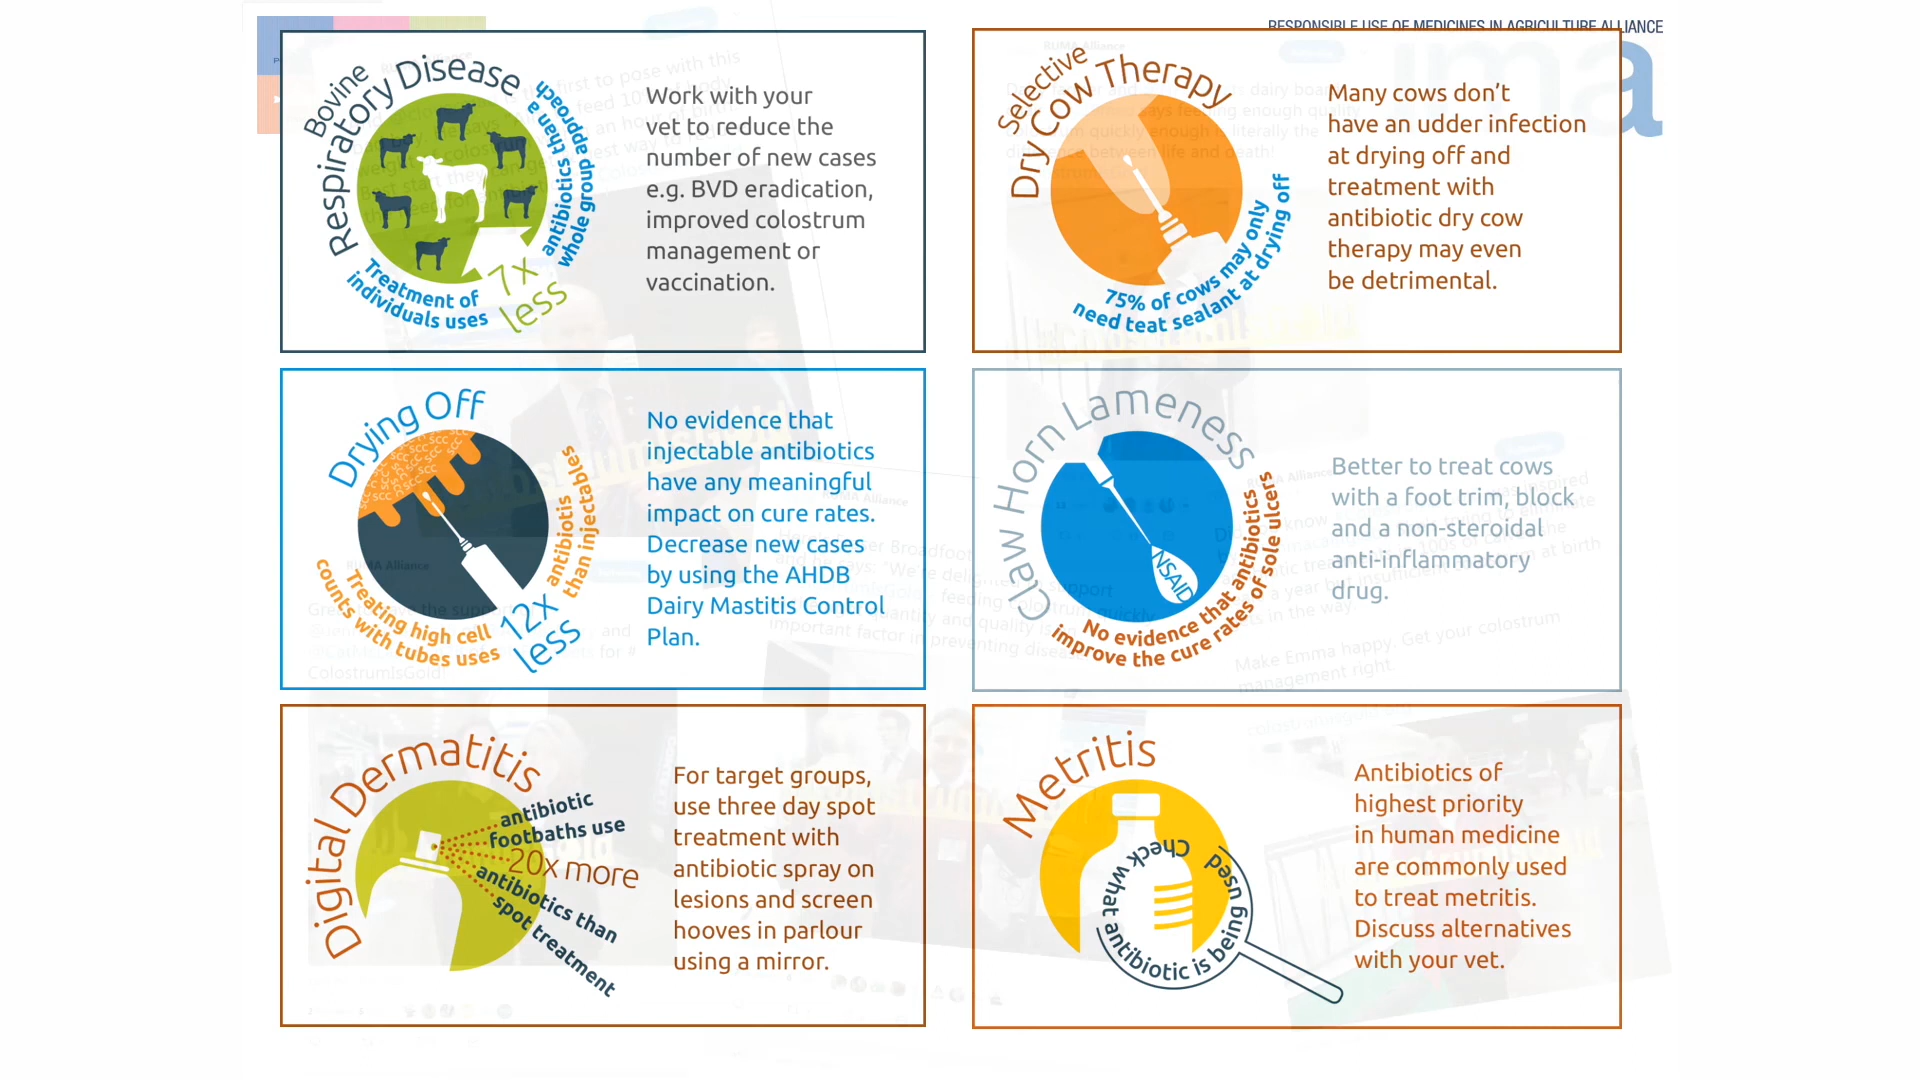 RESPONSIBLE USE OF MEDICINES IN AGRICULTURE ALLIANCE
Bovine
Respiratory Disease
Treatment of
individuals uses
7x
less
antibiotics than a
whole group approach
Work with your
vet to reduce the
number of new cases
e.g. BVD eradication,
improved colostrum
management or
vaccination.
Selective
Dry Cow Therapy
75% of cows may only
need teat sealant at drying off
Many cows don’t
have an udder infection
at drying off and
treatment with
antibiotic dry cow
therapy may even
be detrimental.
Drying Off
scc scc scc
Treating high cell
counts with tubes uses
12x
less
antibiotis
than injectables
No evidence that
injectable antibiotics
have any meaningful
impact on cure rates.
Decrease new cases
by using the AHDB
Dairy Mastitis Control
Plan.
Claw Horn Lameness
NSAID
No evidence that antibiotics
improve the cure rates of sole ulcers
Better to treat cows
with a foot trim, block
and a non-steroidal
anti-inflammatory
drug.
Digital Dermatitis
antibiotic
footbaths use
20x more
antibiotics than
spot treatment
For target groups,
use three day spot
treatment with
antibiotic spray on
lesions and screen
hooves in parlour
using a mirror.
Metritis
Check what antibiotic is being used
Antibiotics of
highest priority
in human medicine
are commonly used
to treat metritis.
Discuss alternatives
with your vet.